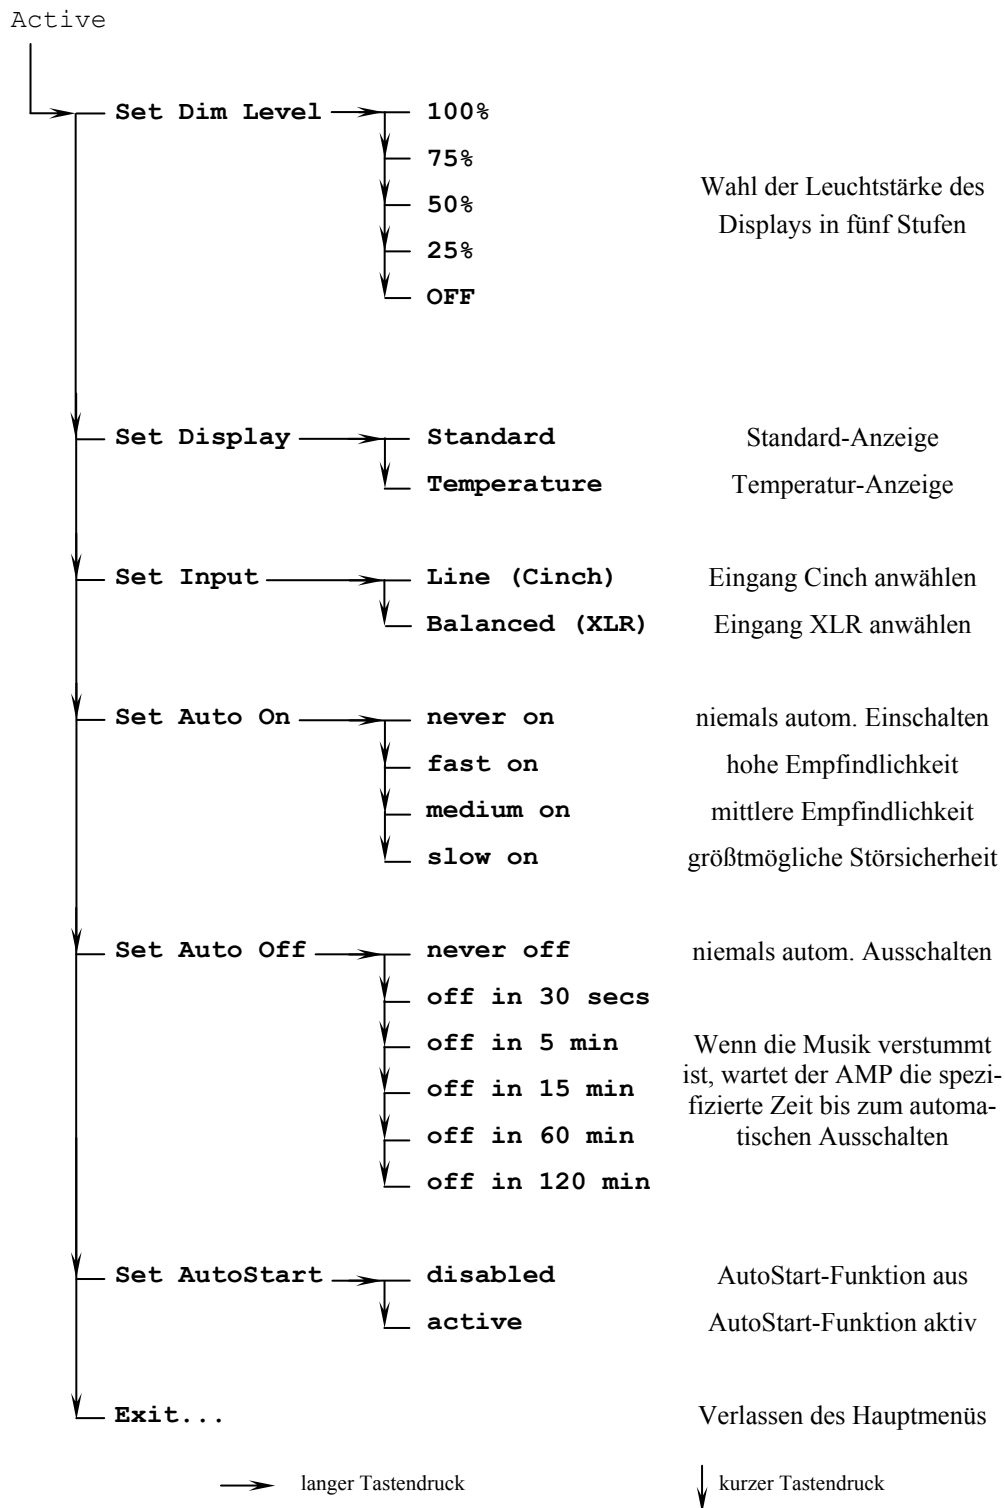 Active
Set Dim Level
100%
75%
50%
25%
OFF
Wahl der Leuchtstärke des
Displays in fünf Stufen
Set Display
Standard
Standard-Anzeige
Temperature
Temperatur-Anzeige
Set Input
Line (Cinch)
Eingang Cinch anwählen
Balanced (XLR)
Eingang XLR anwählen
Set Auto On
never on
niemals autom. Einschalten
fast on
hohe Empfindlichkeit
medium on
mittlere Empfindlichkeit
slow on
größtmögliche Störsicherheit
Set Auto Off
never off
niemals autom. Ausschalten
off in 30 secs
off in 5 min
off in 15 min
off in 60 min
off in 120 min
Wenn die Musik verstummt
ist, wartet der AMP die spezi-
fizierte Zeit bis zum automa-
tischen Ausschalten
Set AutoStart
disabled
AutoStart-Funktion aus
active
AutoStart-Funktion aktiv
Exit...
Verlassen des Hauptmenüs
langer Tastendruck
kurzer Tastendruck